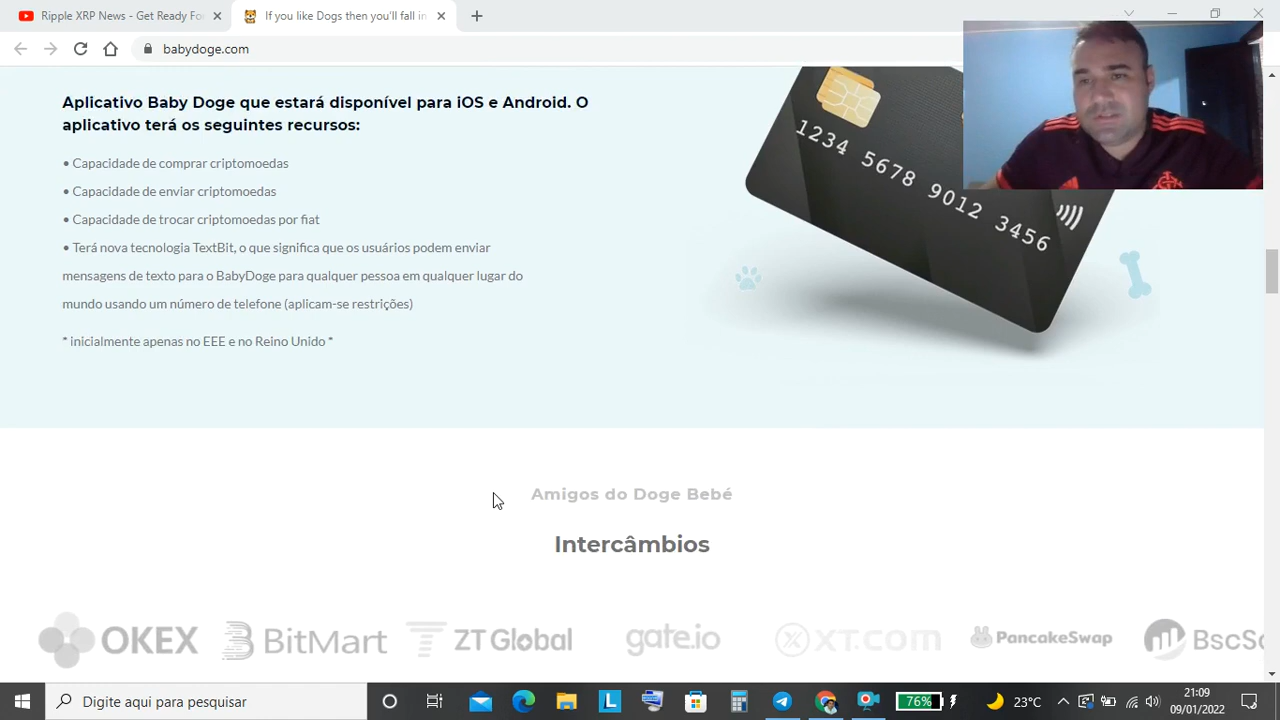 Ripple XRP News - Get Ready For
If you like Dogs then you'll fall in
babydoge.com
Aplicativo Baby Doge que estará disponível para iOS e Android. O
aplicativo terá os seguintes recursos:
• Capacidade de comprar criptomoedas
• Capacidade de enviar criptomoedas
• Capacidade de trocar criptomoedas por fiat
• Terá nova tecnologia TextBit, o que significa que os usuários podem enviar
mensagens de texto para o BabyDoge para qualquer pessoa em qualquer lugar do
mundo usando um número de telefone (aplicam-se restrições)
* inicialmente apenas no EEE e no Reino Unido *
1234 5678 9012 3456
Amigos do Doge Bebé
Intercâmbios
OKEX BitMart ZT Global gate.io XT.COM PancakeSwap BscSc
Digite aqui para pesquisar
76%
23°C
21:09
09/01/2022